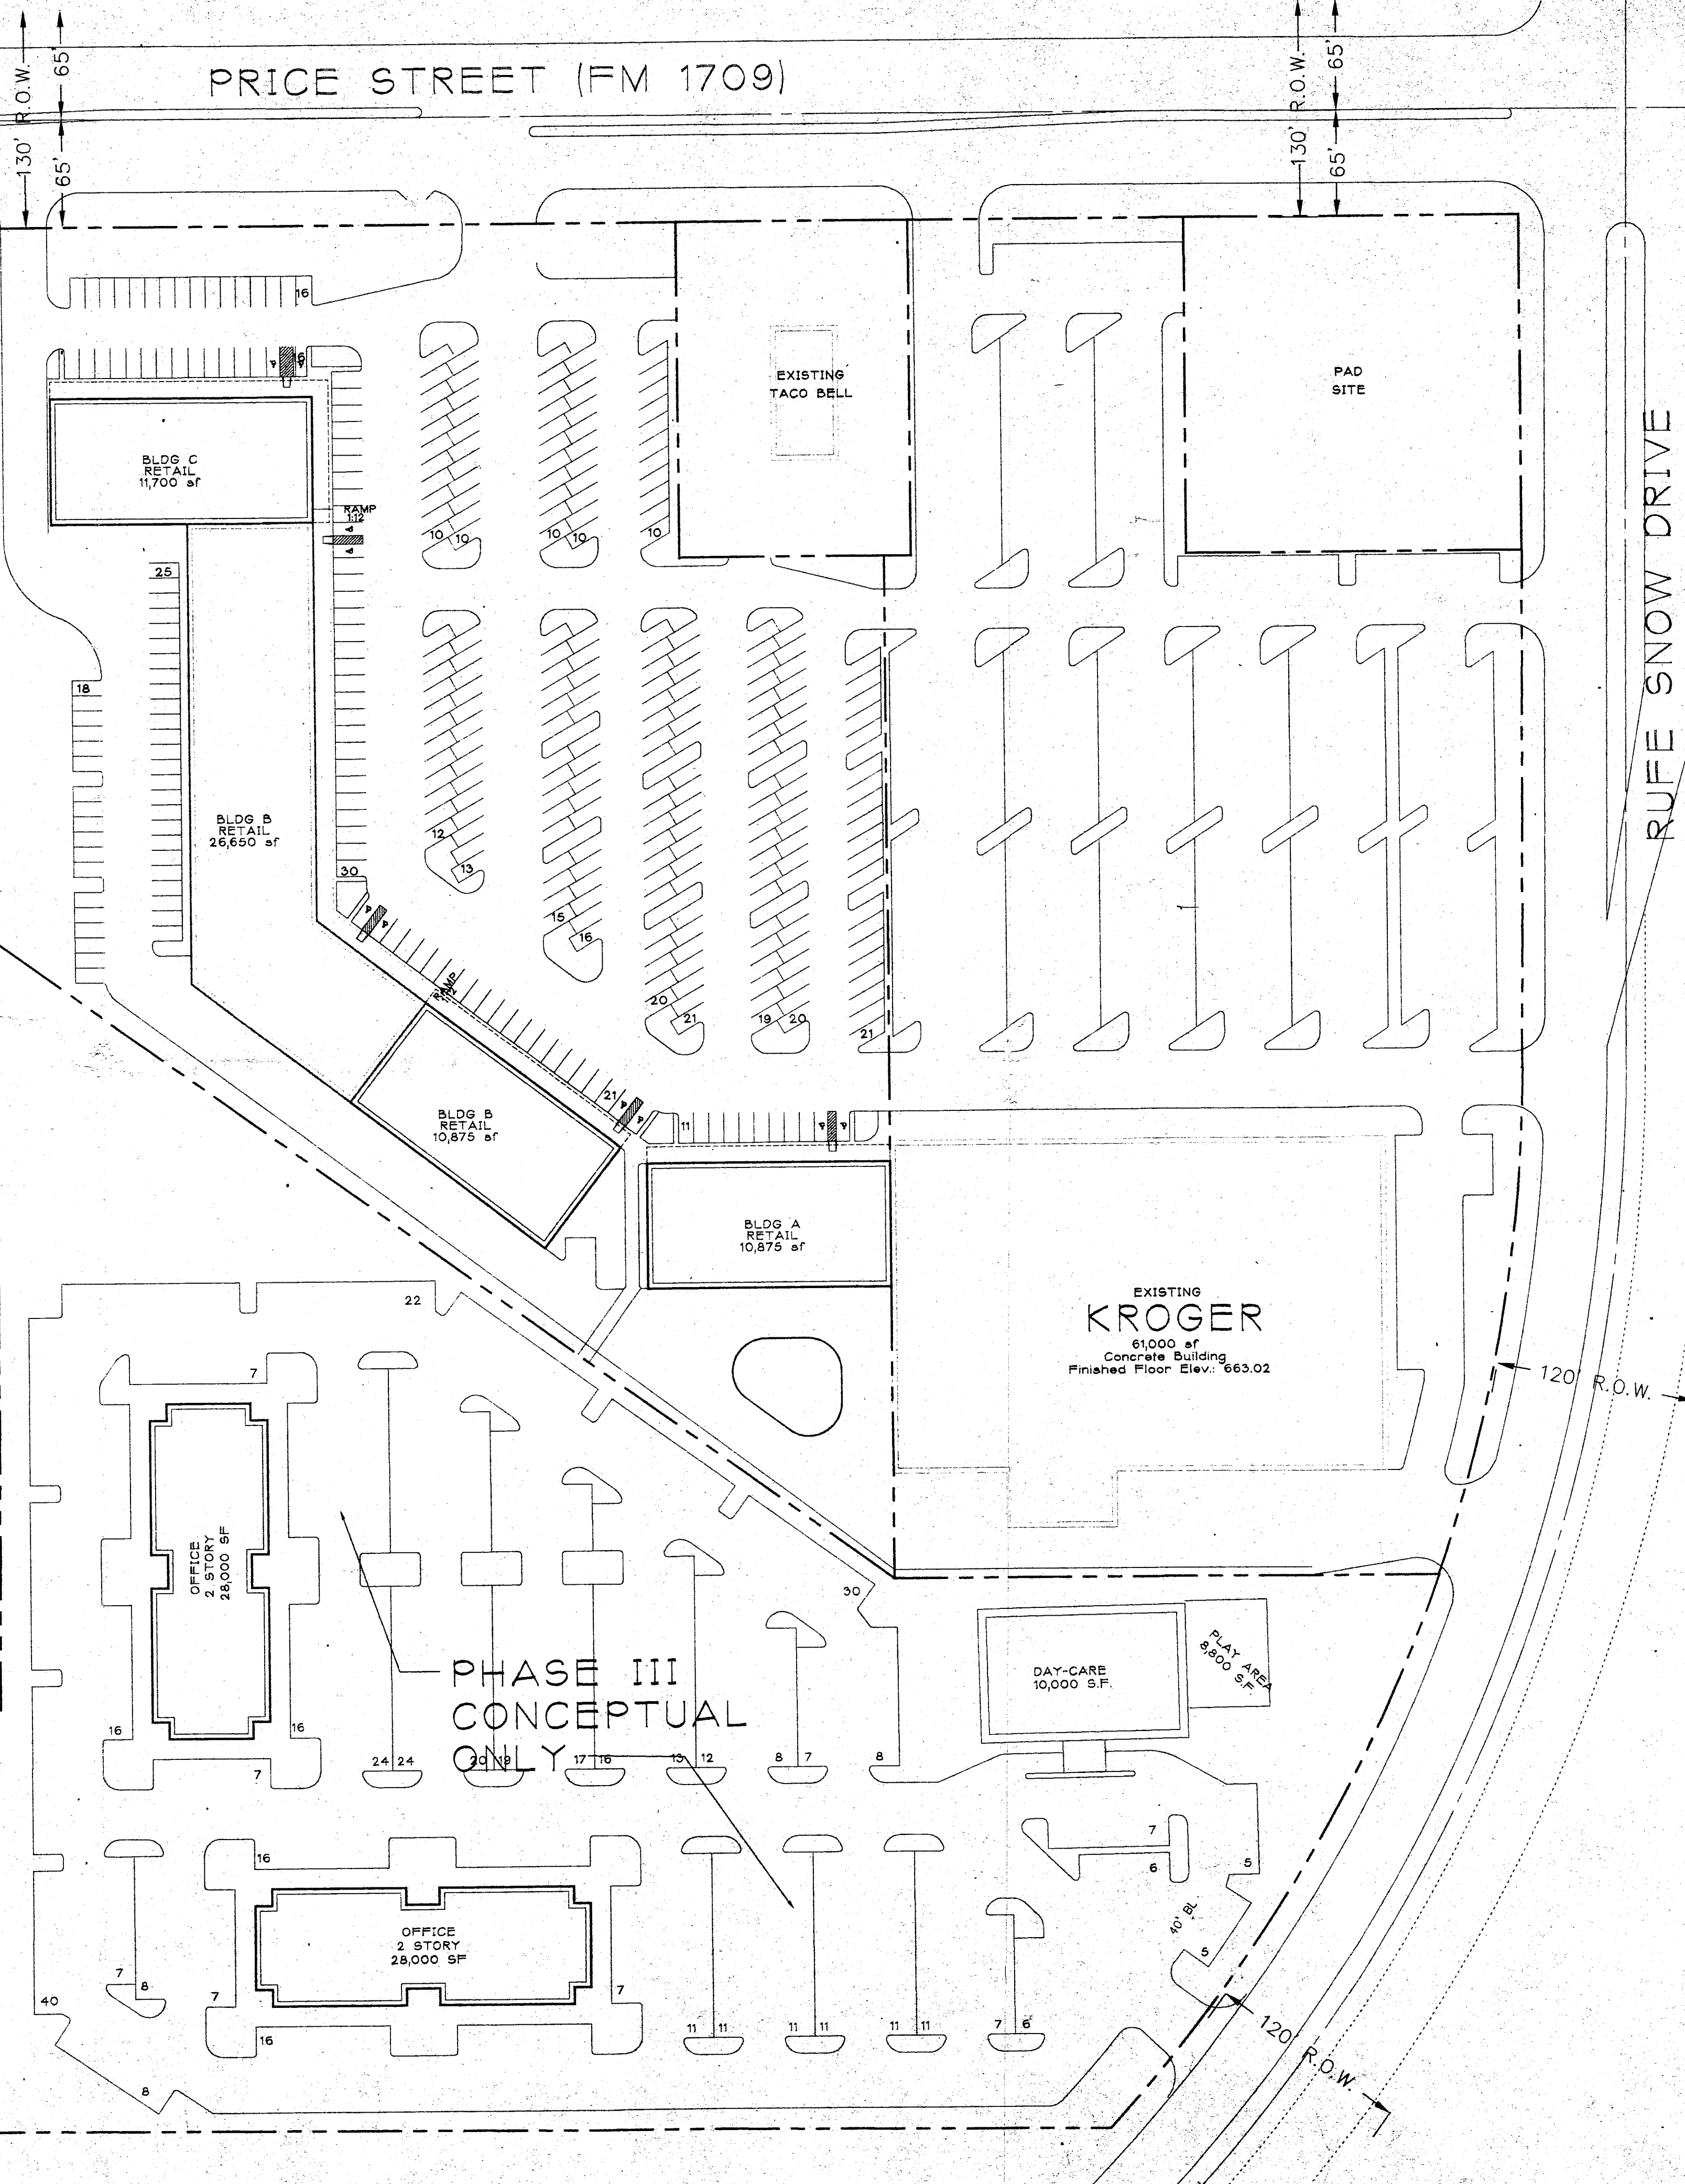 PRICE STREET (FM 1709)
130' R.O.W.
65'
65'
130' R.O.W.
65'
65'
RUFE SNOW DRIVE
16
16
EXISTING
TACO BELL
PAD
SITE
BLDG C
RETAIL
11,700 sf
RAMP
1:12
10 10
10 10
10
25
18
BLDG B
RETAIL
26,650 sf
12
13
30
15
16
RAMP
20
21
19 20
21
21
11
BLDG B
RETAIL
10,875 sf
BLDG A
RETAIL
10,875 sf
EXISTING
KROGER
61,000 sf
Concrete Building
Finished Floor Elev.: 663.02
120' R.O.W.
22
7
OFFICE
2 STORY
28,000 SF
30
PHASE III
CONCEPTUAL
ONLY
DAY-CARE
10,000 S.F.
PLAY AREA
8,800 S.F.
16
16
7
24 24
17 16
13 12
8 7
8
16
7
6
5
OFFICE
2 STORY
28,000 SF
40' BL
5
7
8
40
7
7
16
11 11
11 11
11 11
7 6
120' R.O.W.
8